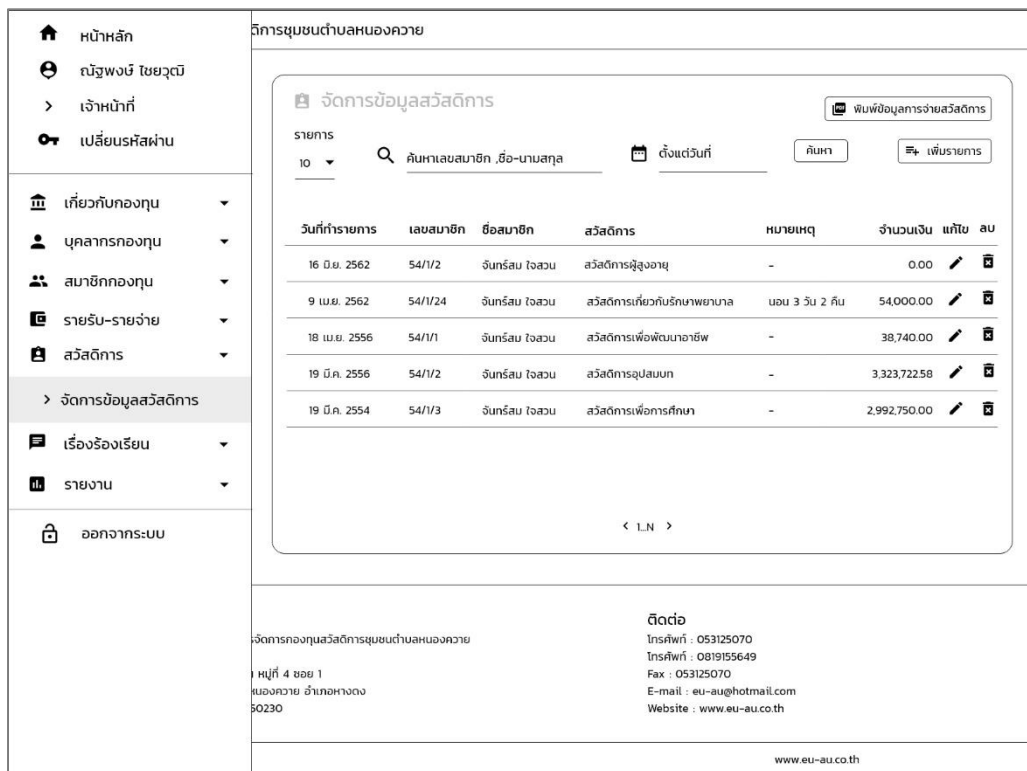 หน้าหลัก
ณัฐพงษ์ ไชยวุฒิ
เจ้าหน้าที่
เปลี่ยนรหัสผ่าน
เกี่ยวกับกองทุน
บุคลากรกองทุน
สมาชิกกองทุน
รายรับ-รายจ่าย
สวัสดิการ
จัดการข้อมูลสวัสดิการ
เรื่องร้องเรียน
รายงาน
ออกจากระบบ
ดิการชุมชนตำบลหนองควาย
จัดการข้อมูลสวัสดิการ
PDF พิมพ์ข้อมูลการจ่ายสวัสดิการ
รายการ
10 ค้นหาเลขสมาชิก ,ชื่อ-นามสกุล ตั้งแต่วันที่ ค้นหา เพิ่มรายการ
วันที่ทำรายการ เลขสมาชิก ชื่อสมาชิก สวัสดิการ หมายเหตุ จำนวนเงิน แก้ไข ลบ
16 มิ.ย. 2562 54/1/2 จันทร์สม ใจสวน สวัสดิการผู้สูงอายุ - 0.00
9 เม.ย. 2562 54/1/24 จันทร์สม ใจสวน สวัสดิการเกี่ยวกับรักษาพยาบาล นอน 3 วัน 2 คืน 54,000.00
18 เม.ย. 2556 54/1/1 จันทร์สม ใจสวน สวัสดิการเพื่อพัฒนาอาชีพ - 38,740.00
19 มี.ค. 2556 54/1/2 จันทร์สม ใจสวน สวัสดิการอุปสมบท - 3,323,722.58
19 มี.ค. 2554 54/1/3 จันทร์สม ใจสวน สวัสดิการเพื่อการศึกษา - 2,992,750.00
< 1...N >
จัดการกองทุนสวัสดิการชุมชนตำบลหนองควาย
หมู่ที่ 4 ซอย 1
หนองควาย อำเภอหางดง
50230
ติดต่อ
โทรศัพท์ : 053125070
โทรศัพท์ : 0819155649
Fax : 053125070
E-mail : eu-au@hotmail.com
Website : www.eu-au.co.th
www.eu-au.co.th